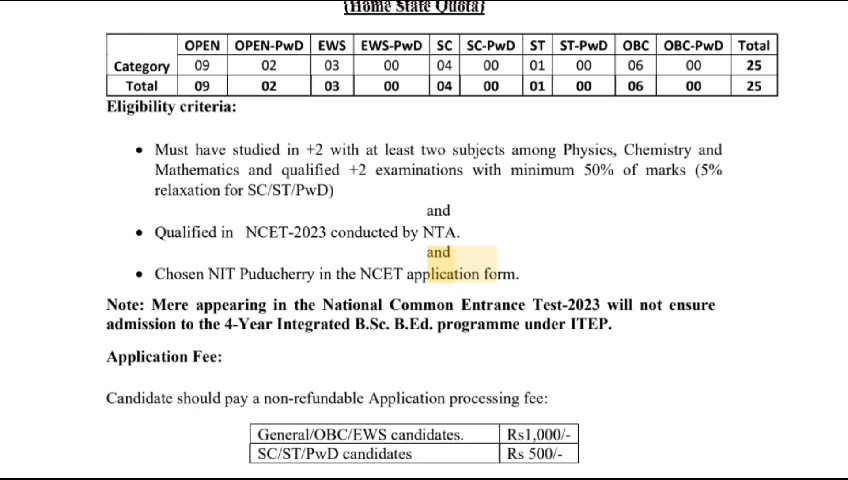 (Home State Quota)
OPEN OPEN-PwD EWS EWS-PwD SC SC-PwD ST ST-PwD OBC OBC-PwD Total
Category 09 02 03 00 04 00 01 00 06 00 25
Total 09 02 03 00 04 00 01 00 06 00 25
Eligibility criteria:
• Must have studied in +2 with at least two subjects among Physics, Chemistry and
Mathematics and qualified +2 examinations with minimum 50% of marks (5%
relaxation for SC/ST/PwD)
and
• Qualified in NCET-2023 conducted by NTA.
and
• Chosen NIT Puducherry in the NCET application form.
Note: Mere appearing in the National Common Entrance Test-2023 will not ensure
admission to the 4-Year Integrated B.Sc. B.Ed. programme under ITEP.
Application Fee:
Candidate should pay a non-refundable Application processing fee:
General/OBC/EWS candidates. Rs1,000/-
SC/ST/PwD candidates Rs 500/-